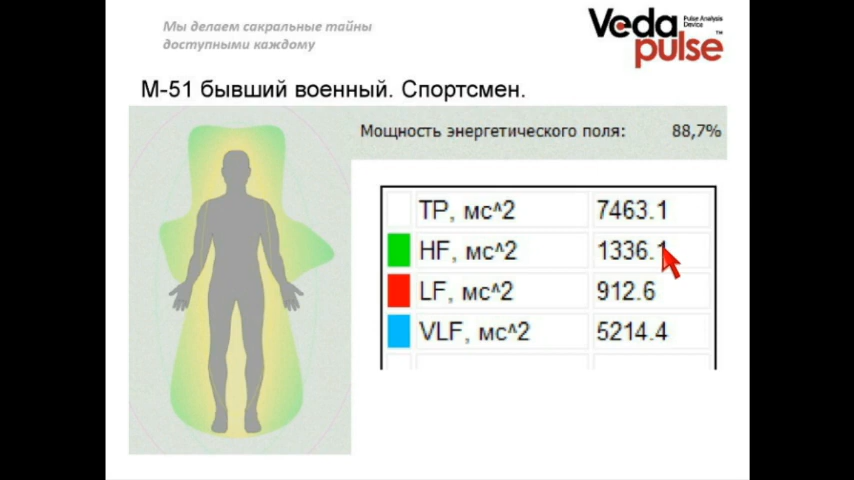 Мы делаем сакральные тайны
доступными каждому
Veda
Pulse Analysis
Device
pulse
TM
М-51 бывший военный. Спортсмен.
Мощность энергетического поля: 88,7%
TP, мс^2 7463.1
HF, мс^2 1336.1
LF, мс^2 912.6
VLF, мс^2 5214.4